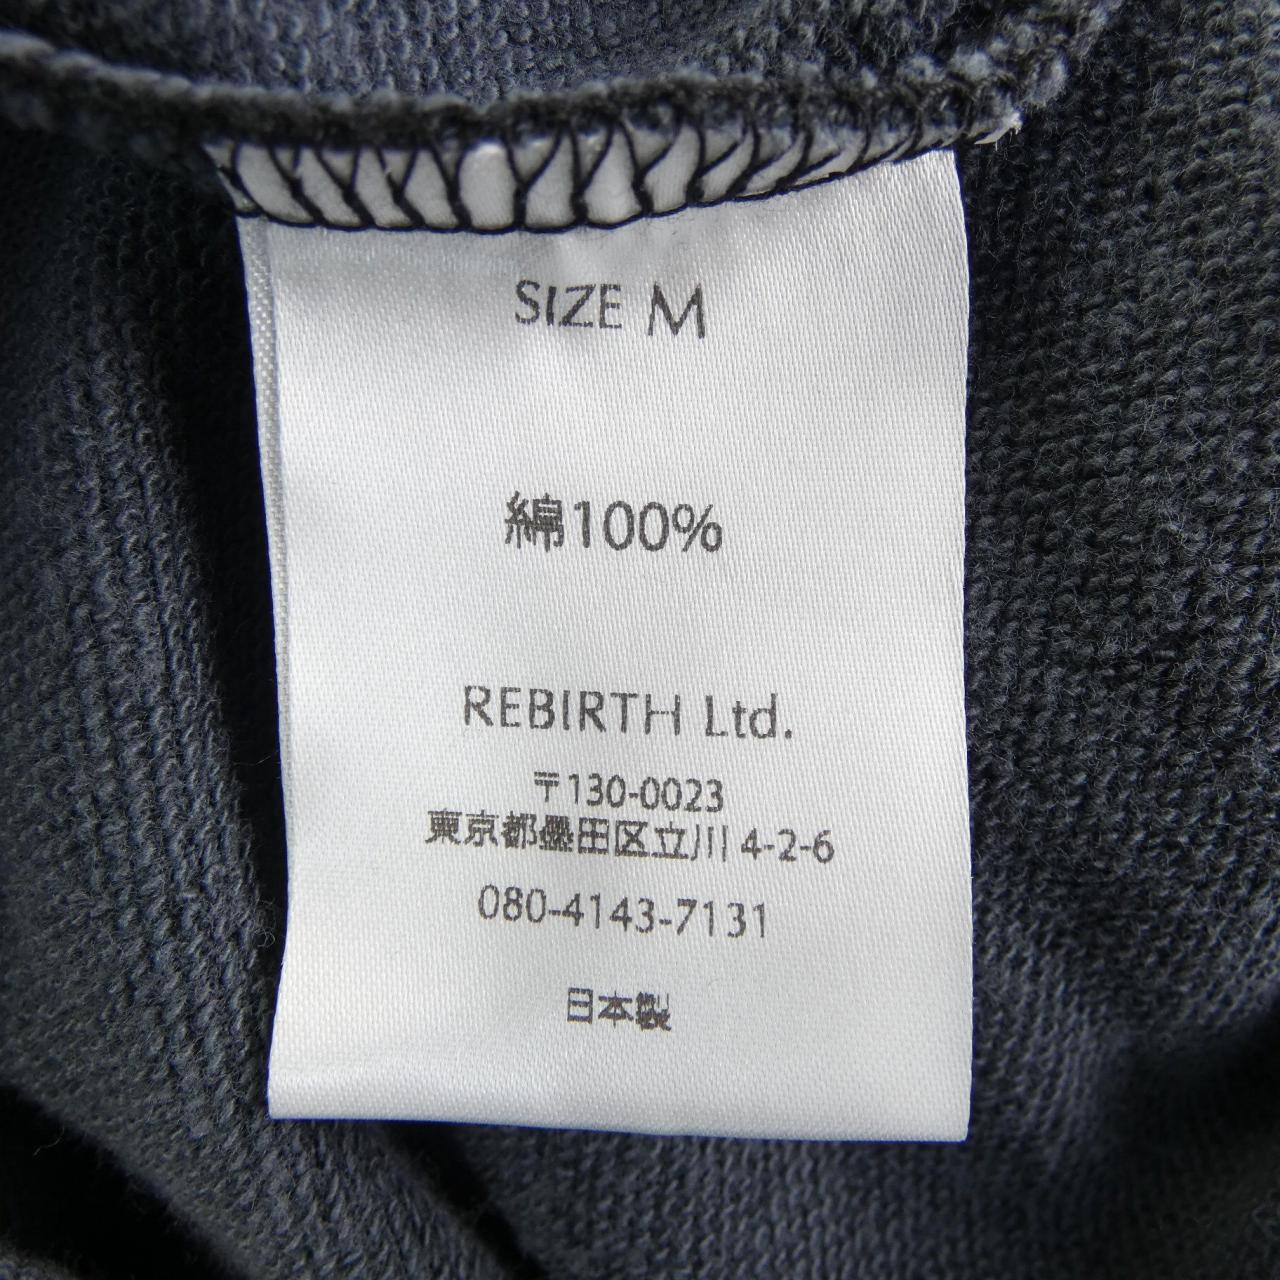 SIZE M
綿100%
REBIRTH Ltd.
〒130-0023
東京都墨田区立川 4-2-6
080-4143-7131
日本製